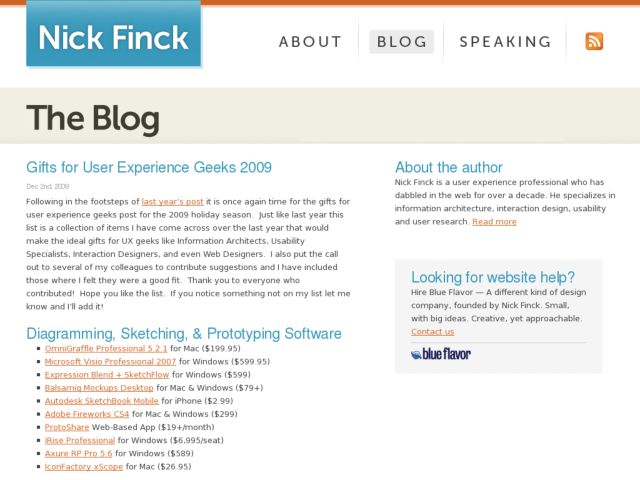 Nick Finck
ABOUT
BLOG
SPEAKING
The Blog
Gifts for User Experience Geeks 2009
Dec 2nd, 2009
Following in the footsteps of last year's post it is once again time for the gifts for
user experience geeks post for the 2009 holiday season. Just like last year this
list is a collection of items I have come across over the last year that would
make the ideal gifts for UX geeks like Information Architects, Usability
Specialists, Interaction Designers, and even Web Designers. I also put the call
out to several of my colleagues to contribute suggestions and I have included
those where I felt they were a good fit. Thank you to everyone who
contributed! Hope you like the list. If you notice something not on my list let me
know and I'll add it!
Diagramming, Sketching, & Prototyping Software
OmniGraffle Professional 5.2.1 for Mac ($199.95)
Microsoft Visio Professional 2007 for Windows ($599.95)
Expression Blend + SketchFlow for Windows ($599)
Balsamiq Mockups Desktop for Mac & Windows ($79+)
Autodesk SketchBook Mobile for iPhone ($2.99)
Adobe Fireworks CS4 for Mac & Windows ($299)
ProtoShare Web-Based App ($19+/month)
iRise Professional for Windows ($6,995/seat)
Axure RP Pro 5.6 for Windows ($589)
IconFactory xScope for Mac ($26.95)
About the author
Nick Finck is a user experience professional who has
dabbled in the web for over a decade. He specializes in
information architecture, interaction design, usability
and user research. Read more
Looking for website help?
Hire Blue Flavor — A different kind of design
company, founded by Nick Finck. Small,
with big ideas. Creative, yet approachable.
Contact us
blue flavor